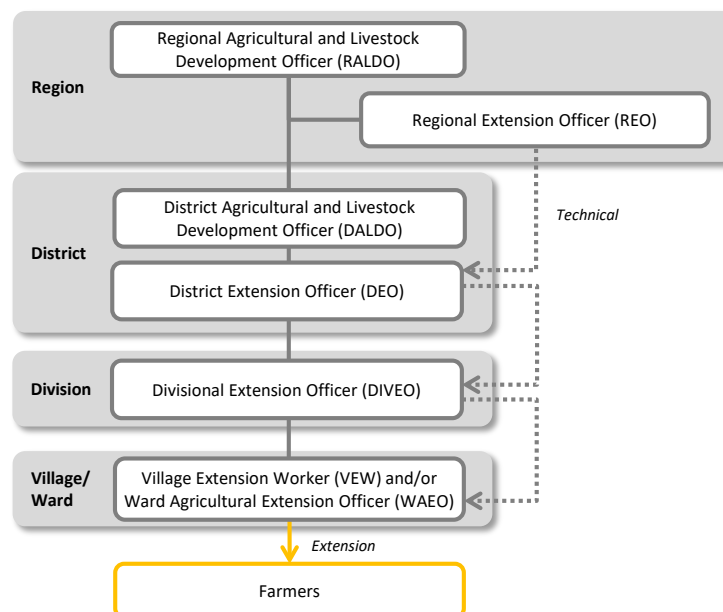 Regional Agricultural and Livestock
Development Officer (RALDO)
Region
Regional Extension Officer (REO)
District Agricultural and Livestock
Development Officer (DALDO)
Technical
District
District Extension Officer (DEO)
Division
Divisional Extension Officer (DIVEO)
Village/
Ward
Village Extension Worker (VEW) and/or
Ward Agricultural Extension Officer (WAEO)
Extension
Farmers